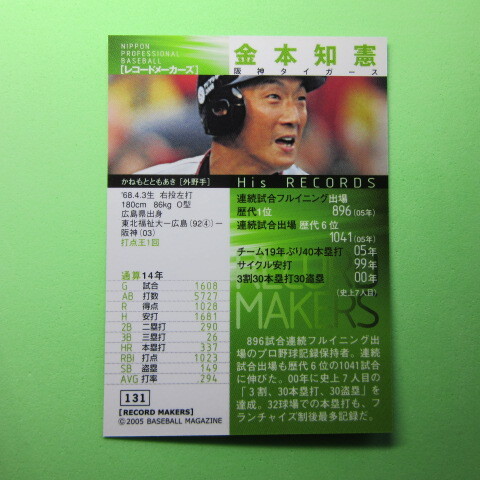 NIPPON
PROFESSIONAL
BASEBALL
[レコードメーカーズ]
金本知憲
阪神タイガース
かねもとともあき［外野手］
'68.4.3生 右投左打
180cm 86kg O型
広島県出身
東北福祉大―広島(92④)―
阪神(03)
打点王1回
通算14年
G 試合 1608
AB 打数 5727
R 得点 1028
H 安打 1681
2B 二塁打 290
3B 三塁打 26
HR 本塁打 337
RBI 打点 1023
SB 盗塁 149
AVG 打率 .294
131
[RECORD MAKERS]
©2005 BASEBALL MAGAZINE
His RECORDS
連続試合フルイニング出場
歴代1位 896(05年)
連続試合出場 歴代6位
1041(05年)
チーム19年ぶり40本塁打 05年
サイクル安打 99年
3割30本塁打30盗塁 00年
(史上7人目)
RECORD
MAKERS
896試合連続フルイニング出
場のプロ野球記録保持者。連
続試合出場も歴代6位の1041試合
に伸びた。00年に史上7人目の
「3割、30本塁打、30盗塁」を
達成。32球場での本塁打も、フ
ランチャイズ制後最多記録だ。